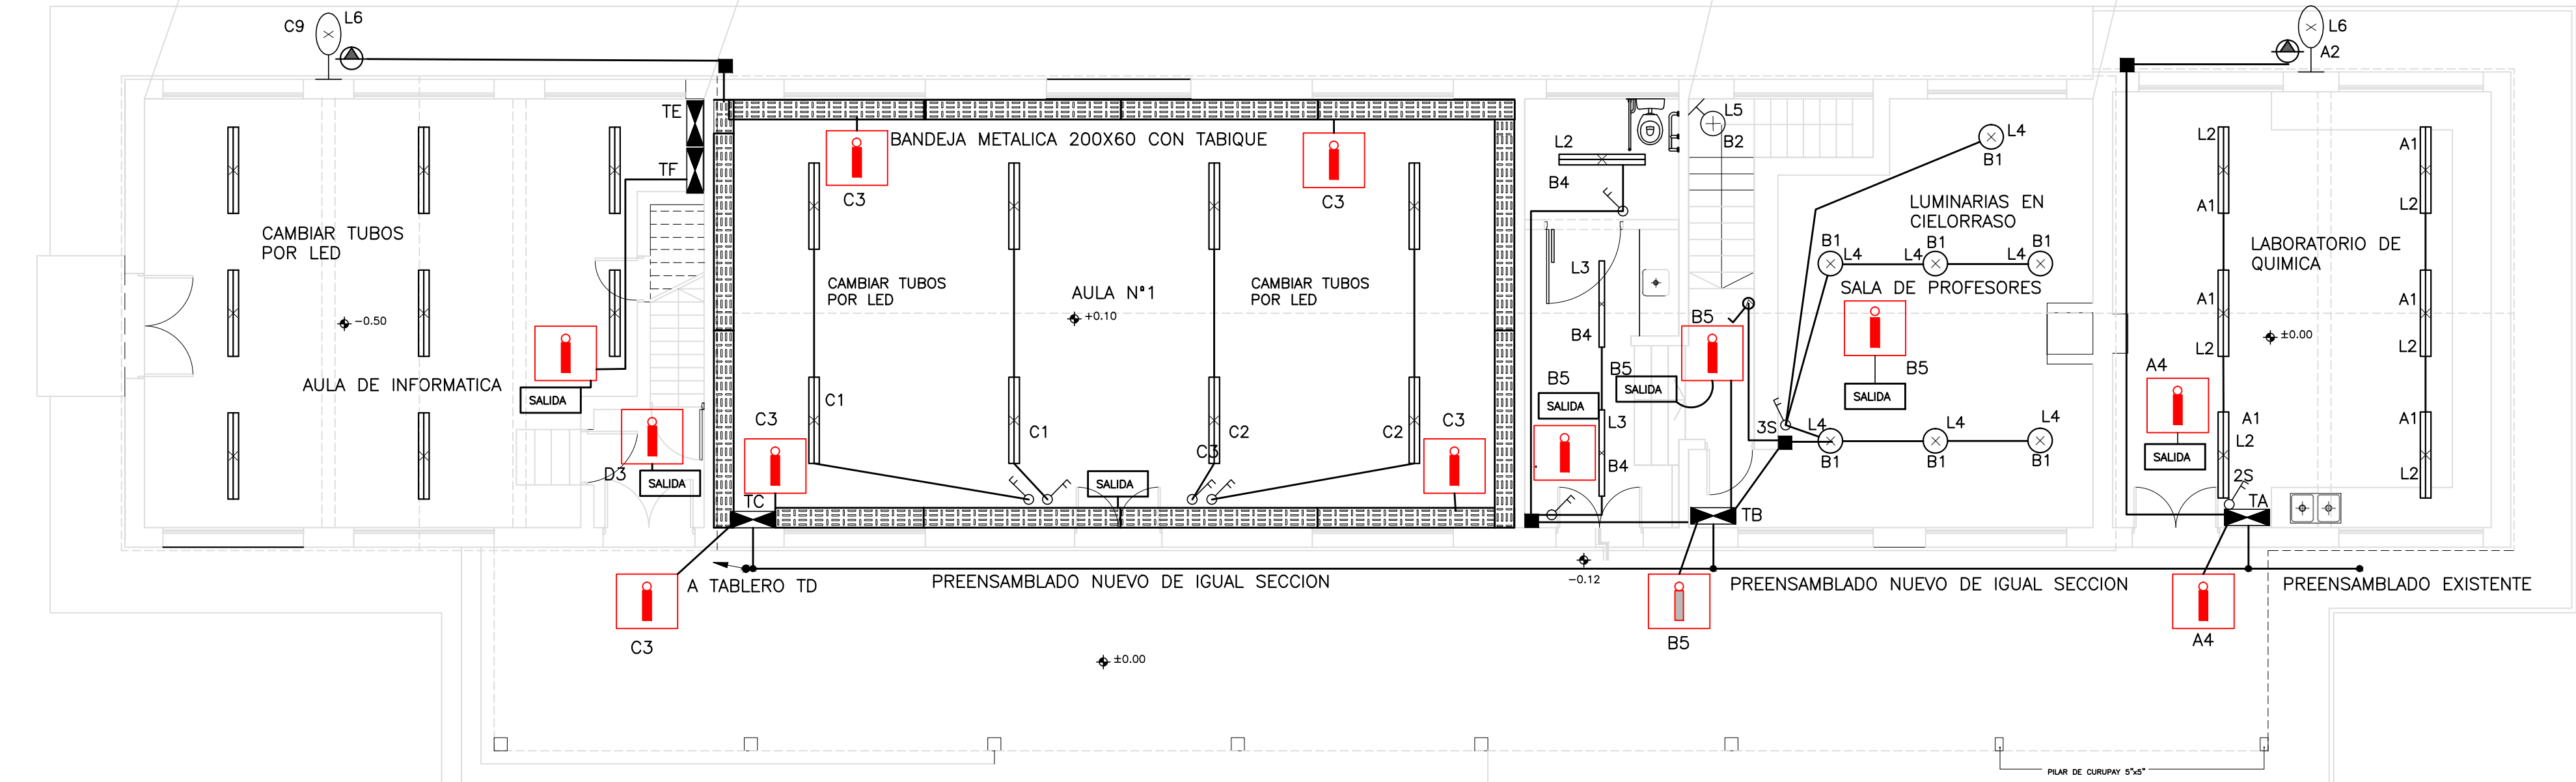 C9
L6
TE
TF
CAMBIAR TUBOS
POR LED
-0.50
AULA DE INFORMATICA
SALIDA
D3
SALIDA
BANDEJA METALICA 200X60 CON TABIQUE
C3
C3
CAMBIAR TUBOS
POR LED
AULA Nº1
+0.10
CAMBIAR TUBOS
POR LED
C1
C1
C2
C2
C3
C3
C3
SALIDA
TC
C3
A TABLERO TD
PREENSAMBLADO NUEVO DE IGUAL SECCION
L2
B4
L3
B4
B5
SALIDA
L3
B4
B5
SALIDA
B5
L5
B2
-0.12
±0.00
L4
B1
LUMINARIAS EN
CIELORRASO
B1
L4
B1
L4
B1
L4
SALA DE PROFESORES
B5
SALIDA
3S
L4
B1
L4
B1
L4
B1
TB
B5
PREENSAMBLADO NUEVO DE IGUAL SECCION
L6
A2
L2
A1
A1
L2
LABORATORIO DE
QUIMICA
A1
L2
A1
L2
±0.00
A4
SALIDA
A1
L2
A1
L2
2S
TA
A4
PREENSAMBLADO EXISTENTE
PILAR DE CURUPAY 5"x5"